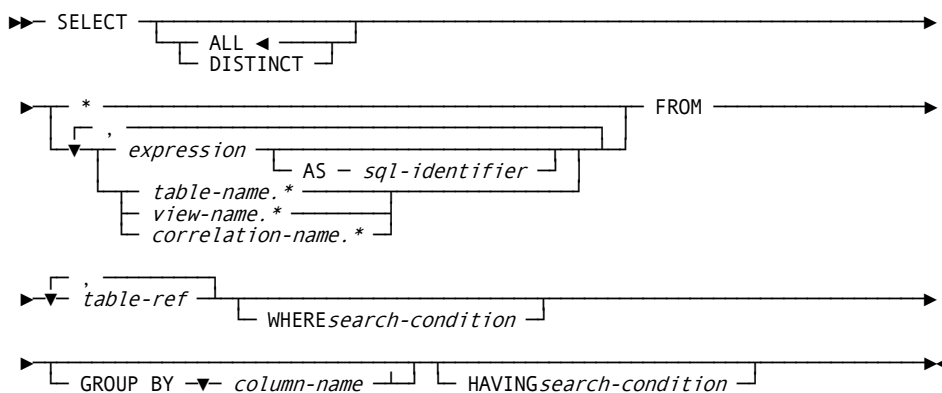 SELECT
ALL
DISTINCT
* FROM
,
expression
AS sql-identifier
table-name.*
view-name.*
correlation-name.*
,
table-ref
WHEREsearch-condition
GROUP BY column-name HAVINGsearch-condition